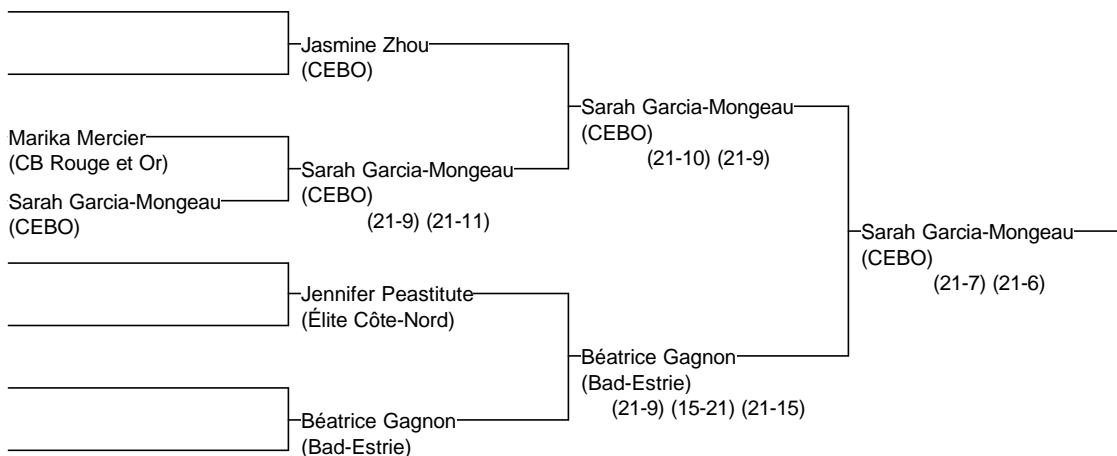 Jasmine Zhou
(CEBO)
Sarah Garcia-Mongeau
(CEBO)
(21-10) (21-9)
Marika Mercier
(CB Rouge et Or)
Sarah Garcia-Mongeau
(CEBO)
(21-9) (21-11)
Sarah Garcia-Mongeau
(CEBO)
Sarah Garcia-Mongeau
(CEBO)
(21-7) (21-6)
Jennifer Peastitute
(Élite Côte-Nord)
Béatrice Gagnon
(Bad-Estrie)
(21-9) (15-21) (21-15)
Béatrice Gagnon
(Bad-Estrie)